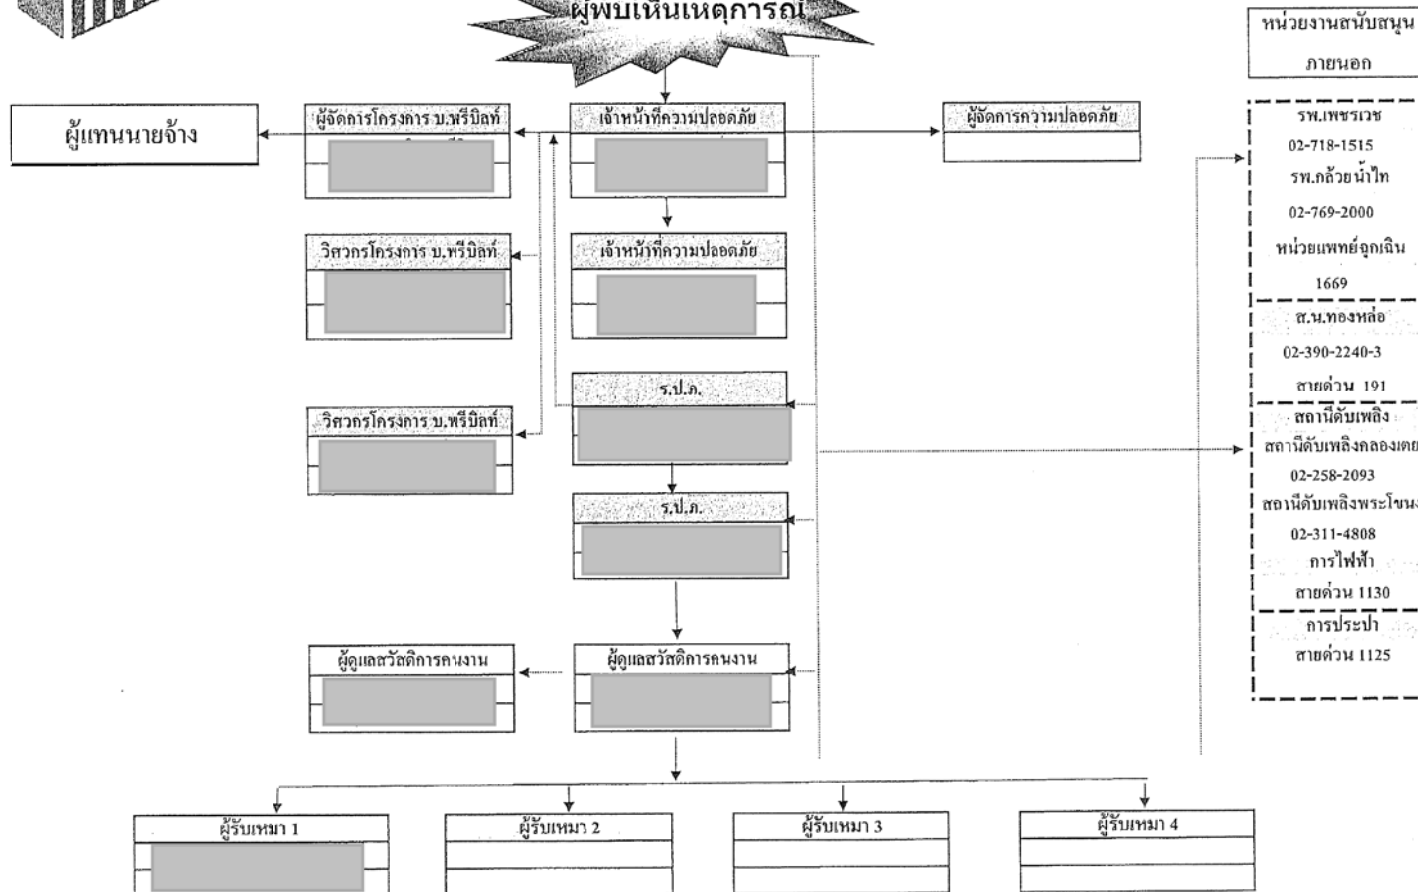 ผู้พบเห็นเหตุการณ์
หน่วยงานสนับสนุน
ภายนอก
ผู้แทนนายจ้าง
ผู้จัดการโครงการ บ.พรีบิลท์
เจ้าหน้าที่ความปลอดภัย
ผู้จัดการความปลอดภัย
รพ.เพชรเวช
02-718-1515
รพ.กล้วยน้ำไท
02-769-2000
หน่วยแพทย์ฉุกเฉิน
1669
วิศวกรโครงการ บ.พรีบิลท์
เจ้าหน้าที่ความปลอดภัย
ส.น.ทองหล่อ
02-390-2240-3
สายด่วน 191
ร.ป.ภ.
วิศวกรโครงการ บ.พรีบิลท์
สถานีดับเพลิง
สถานีดับเพลิงคลองเตย
02-258-2093
สถานีดับเพลิงพระโขนง
02-311-4808
การไฟฟ้า
สายด่วน 1130
ร.ป.ภ.
การประปา
สายด่วน 1125
ผู้ดูแลสวัสดิการคนงาน
ผู้ดูแลสวัสดิการคนงาน
ผู้รับเหมา 1
ผู้รับเหมา 2
ผู้รับเหมา 3
ผู้รับเหมา 4